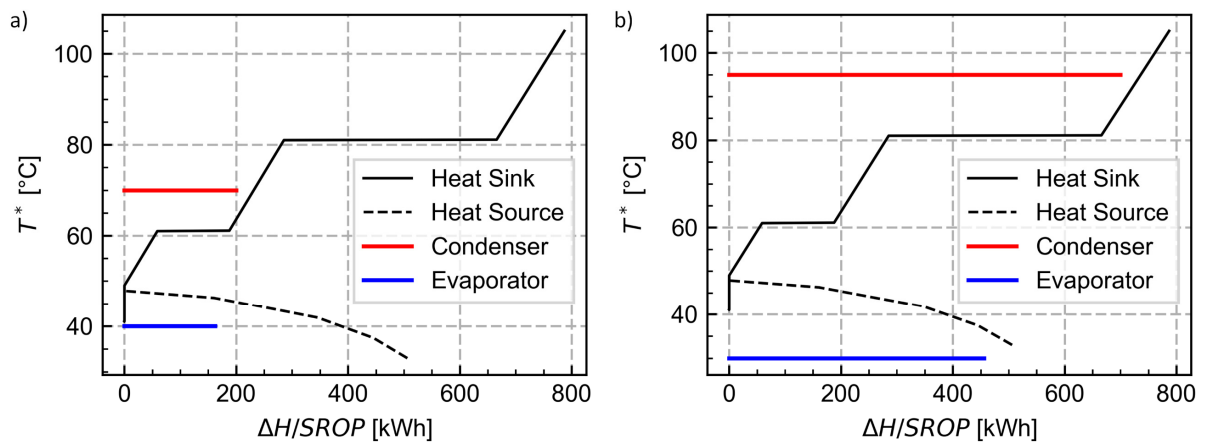 a)
100
80
60
40
T* [°C]
Heat Sink
Heat Source
Condenser
Evaporator
0 200 400 600 800
ΔH/SROP [kWh]
b)
100
80
60
40
T* [°C]
Heat Sink
Heat Source
Condenser
Evaporator
0 200 400 600 800
ΔH/SROP [kWh]